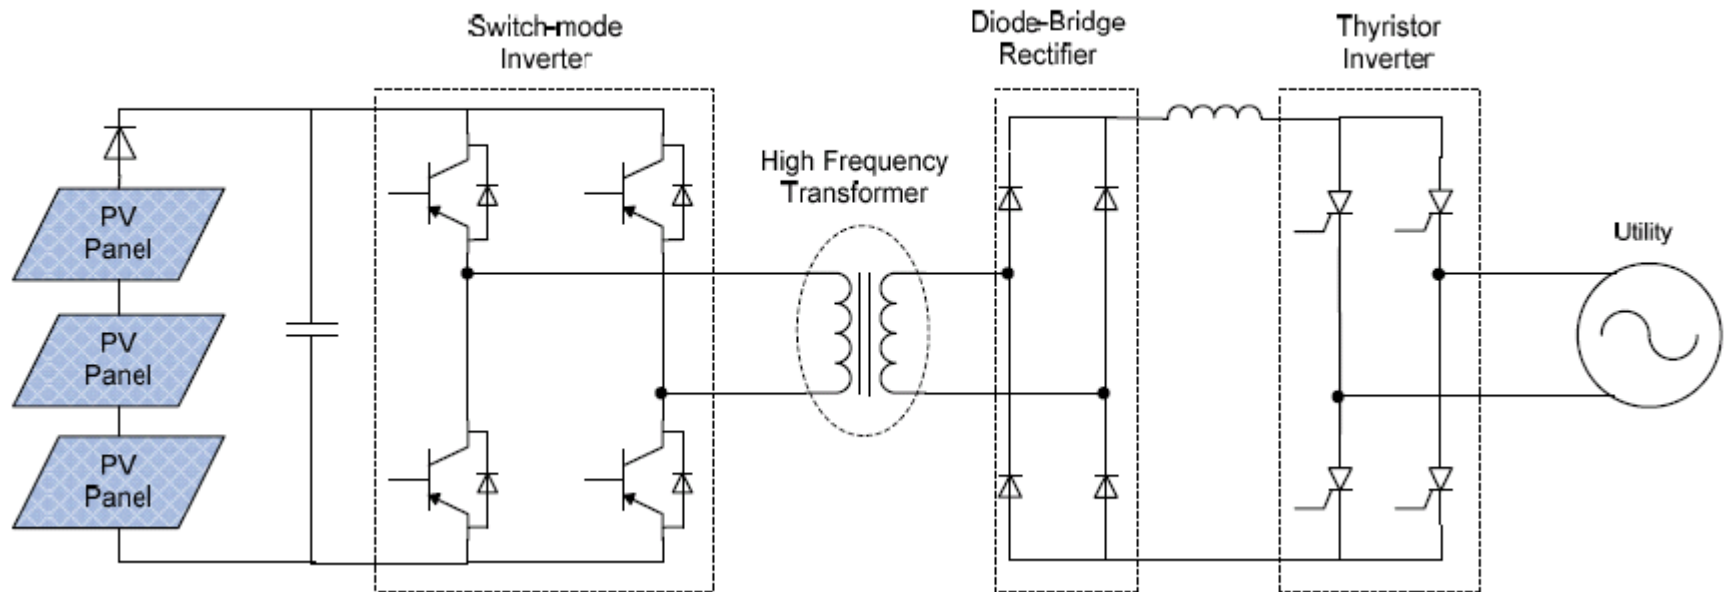 Switch-mode
Inverter
Diode-Bridge
Rectifier
Thyristor
Inverter
High Frequency
Transformer
PV
Panel
Utility
PV
Panel
PV
Panel